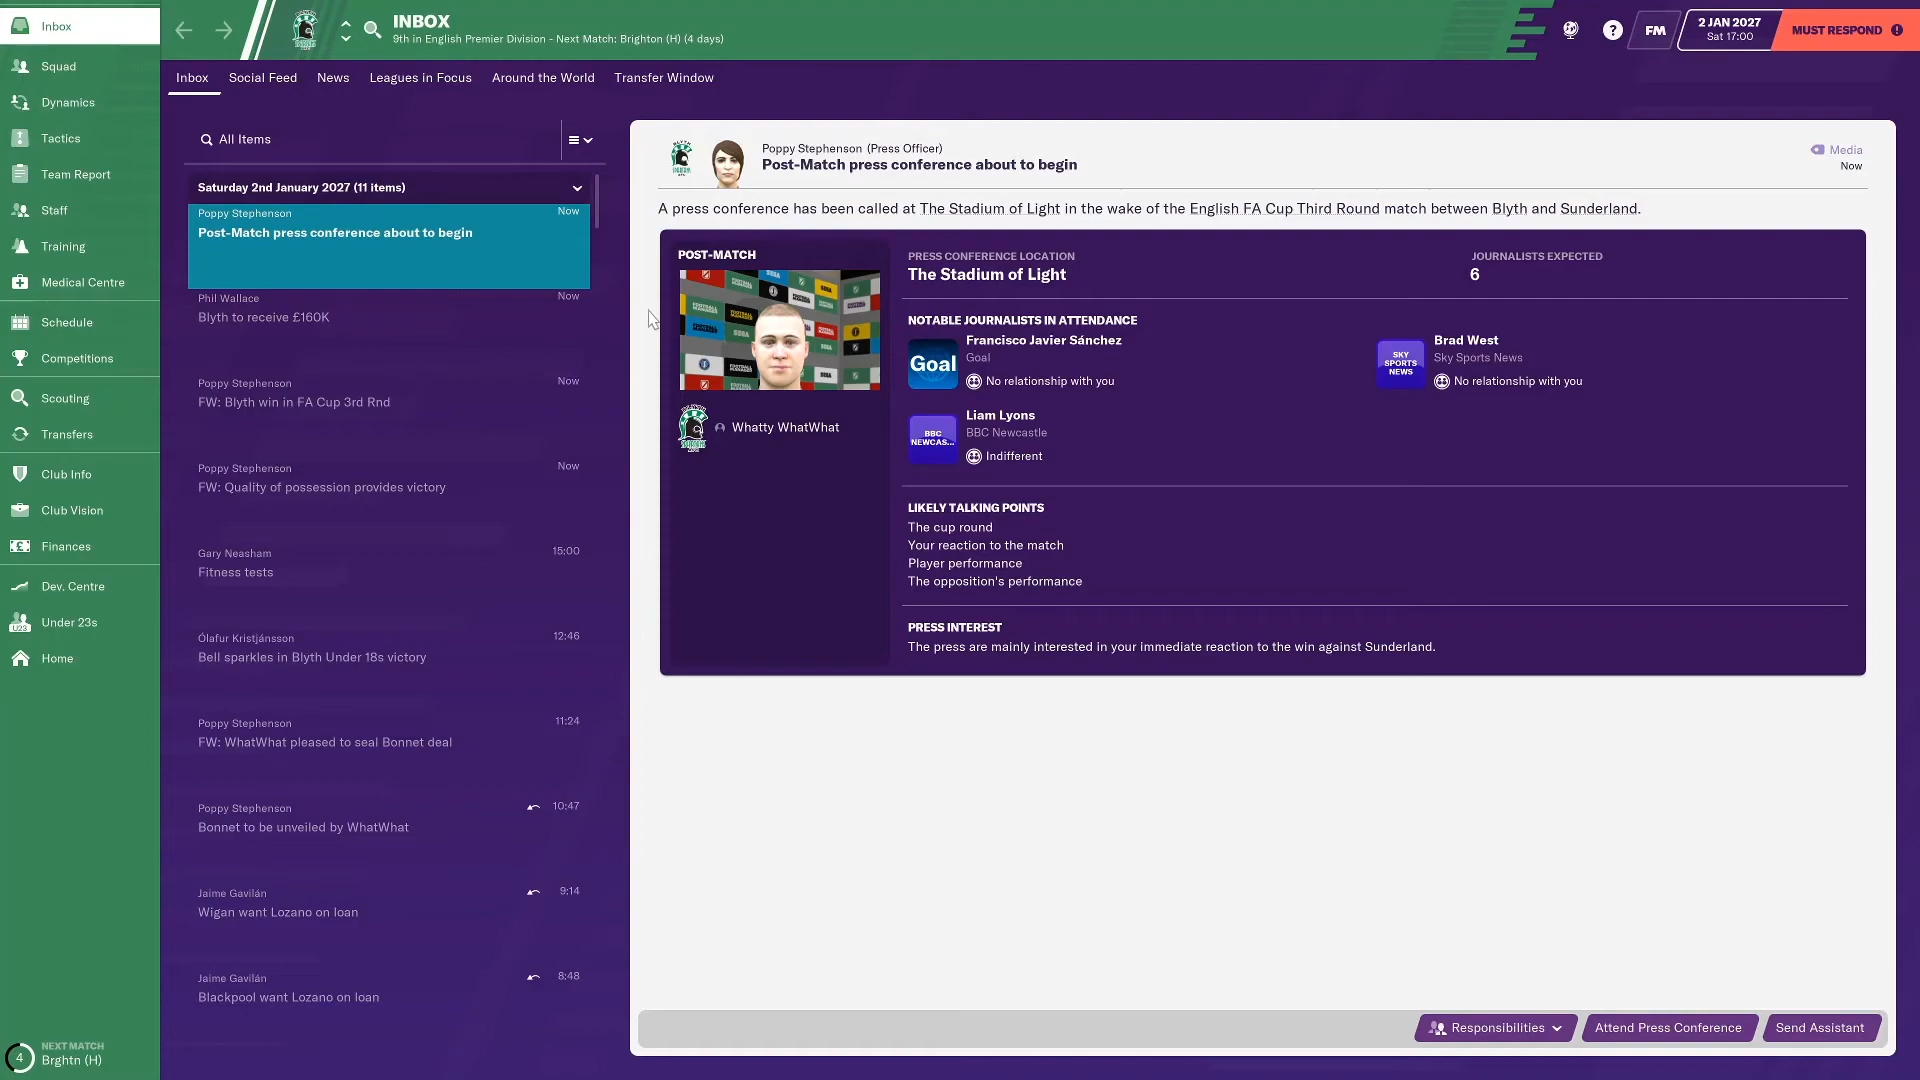 Inbox
Squad
Dynamics
Tactics
Team Report
Staff
Training
Medical Centre
Schedule
Competitions
Scouting
Transfers
Club Info
Club Vision
Finances
Dev. Centre
U23
Under 23s
Home
4
NEXT MATCH
Brghtn (H)
INBOX
9th in English Premier Division - Next Match: Brighton (H) (4 days)
?
FM
2 JAN 2027
Sat 17:00
MUST RESPOND
Inbox Social Feed News Leagues in Focus Around the World Transfer Window
All Items
Saturday 2nd January 2027 (11 items)
Poppy Stephenson Now
Post-Match press conference about to begin
Phil Wallace Now
Blyth to receive £160K
Poppy Stephenson Now
FW: Blyth win in FA Cup 3rd Rnd
Poppy Stephenson Now
FW: Quality of possession provides victory
Gary Neasham 15:00
Fitness tests
Ólafur Kristjánsson 12:46
Bell sparkles in Blyth Under 18s victory
Poppy Stephenson 11:24
FW: WhatWhat pleased to seal Bonnet deal
Poppy Stephenson 10:47
Bonnet to be unveiled by WhatWhat
Jaime Gavilán 9:14
Wigan want Lozano on loan
Jaime Gavilán 8:48
Blackpool want Lozano on loan
Poppy Stephenson (Press Officer)
Post-Match press conference about to begin
Media
Now
A press conference has been called at The Stadium of Light in the wake of the English FA Cup Third Round match between Blyth and Sunderland.
POST-MATCH
Whatty WhatWhat
PRESS CONFERENCE LOCATION
The Stadium of Light
JOURNALISTS EXPECTED
6
NOTABLE JOURNALISTS IN ATTENDANCE
Goal
Francisco Javier Sánchez
Goal
No relationship with you
SKY
SPORTS
NEWS
Brad West
Sky Sports News
No relationship with you
BBC
NEWCAS...
Liam Lyons
BBC Newcastle
Indifferent
LIKELY TALKING POINTS
The cup round
Your reaction to the match
Player performance
The opposition's performance
PRESS INTEREST
The press are mainly interested in your immediate reaction to the win against Sunderland.
Responsibilities
Attend Press Conference
Send Assistant